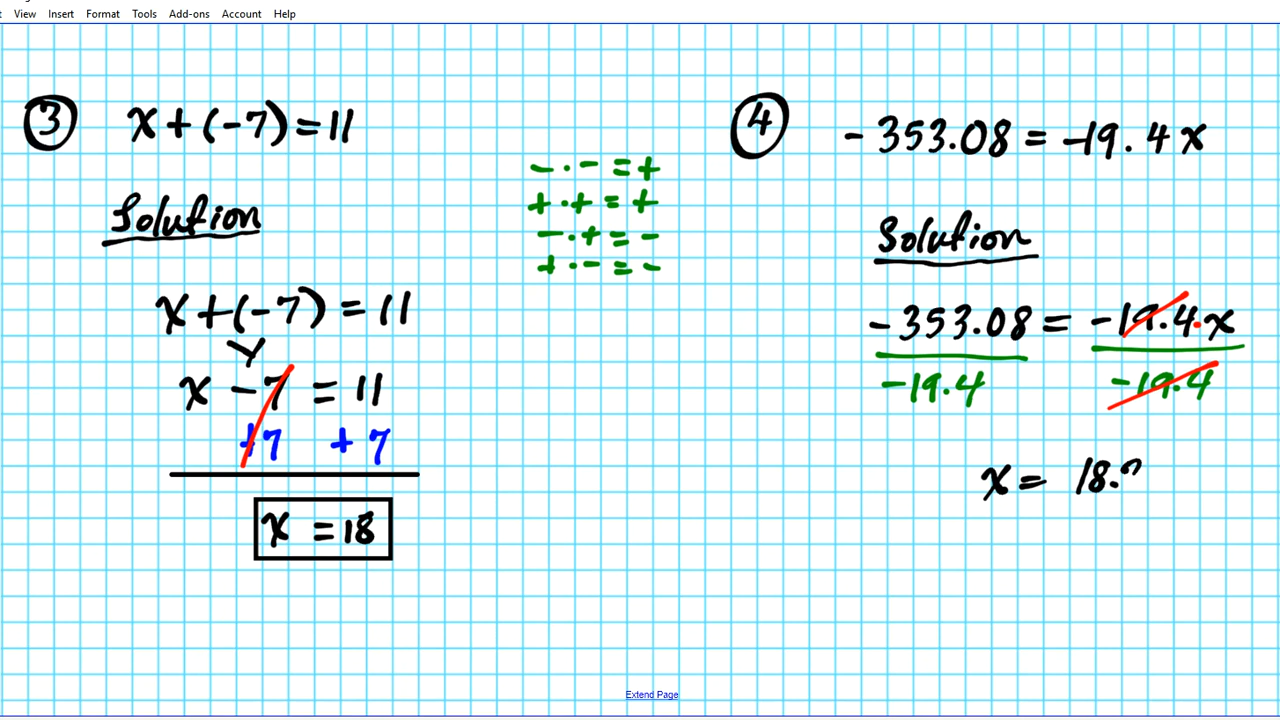 View Insert Format Tools Add-ons Account Help
③ x + (-7) = 11
Solution
x + (-7) = 11
x - 7 = 11
+7 +7
x = 18
- · - = +
+ · + = +
- · + = -
+ · - = -
④ -353.08 = -19.4x
Solution
-353.08 = -19.4·x
-19.4 -19.4
x = 18.
Extend Page